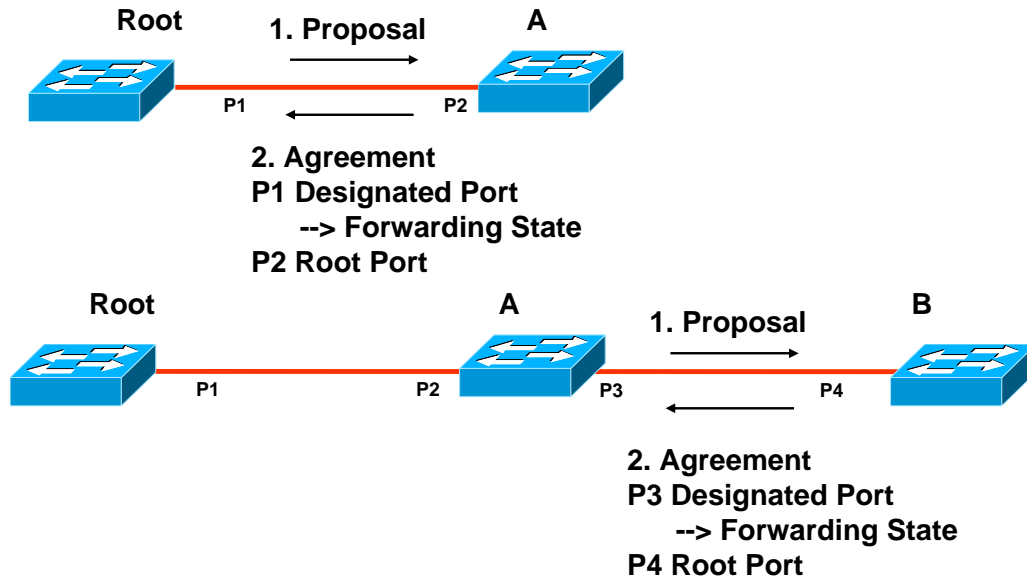 Root
1. Proposal
A
P1
P2
2. Agreement
P1 Designated Port
--> Forwarding State
P2 Root Port
Root
A
1. Proposal
B
P1
P2
P3
P4
2. Agreement
P3 Designated Port
--> Forwarding State
P4 Root Port